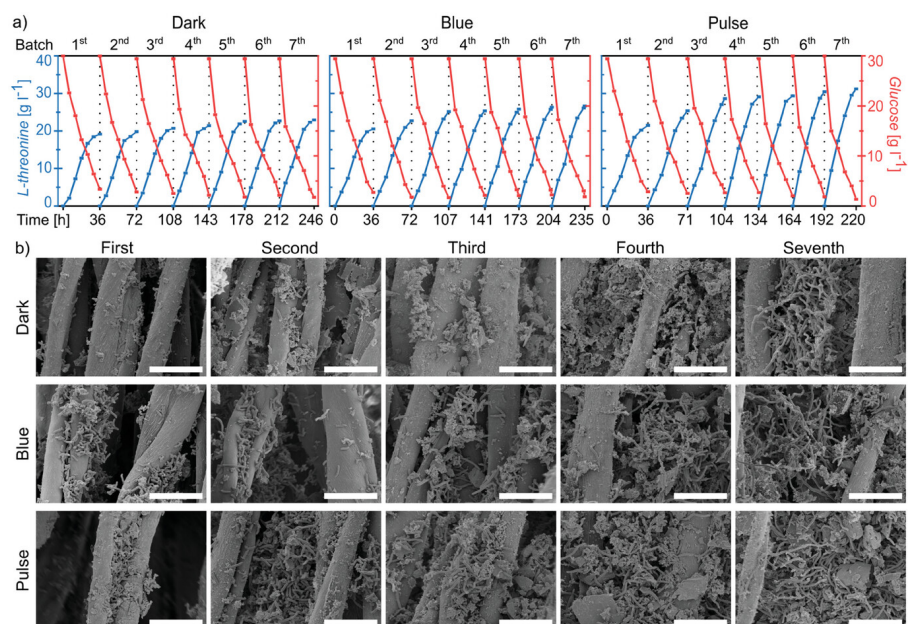 a)
Dark Blue Pulse
Batch 1st 2nd 3rd 4th 5th 6th 7th 1st 2nd 3rd 4th 5th 6th 7th 1st 2nd 3rd 4th 5th 6th 7th
40 40
30 30
20 20
10 10
0 0
L-threonine [g l⁻¹]
Glucose [g l⁻¹]
Time [h] 0 36 72 108 143 178 212 246 0 36 72 107 141 173 204 235 0 36 71 104 134 164 192 220
b)
First Second Third Fourth Seventh
Dark
Blue
Pulse